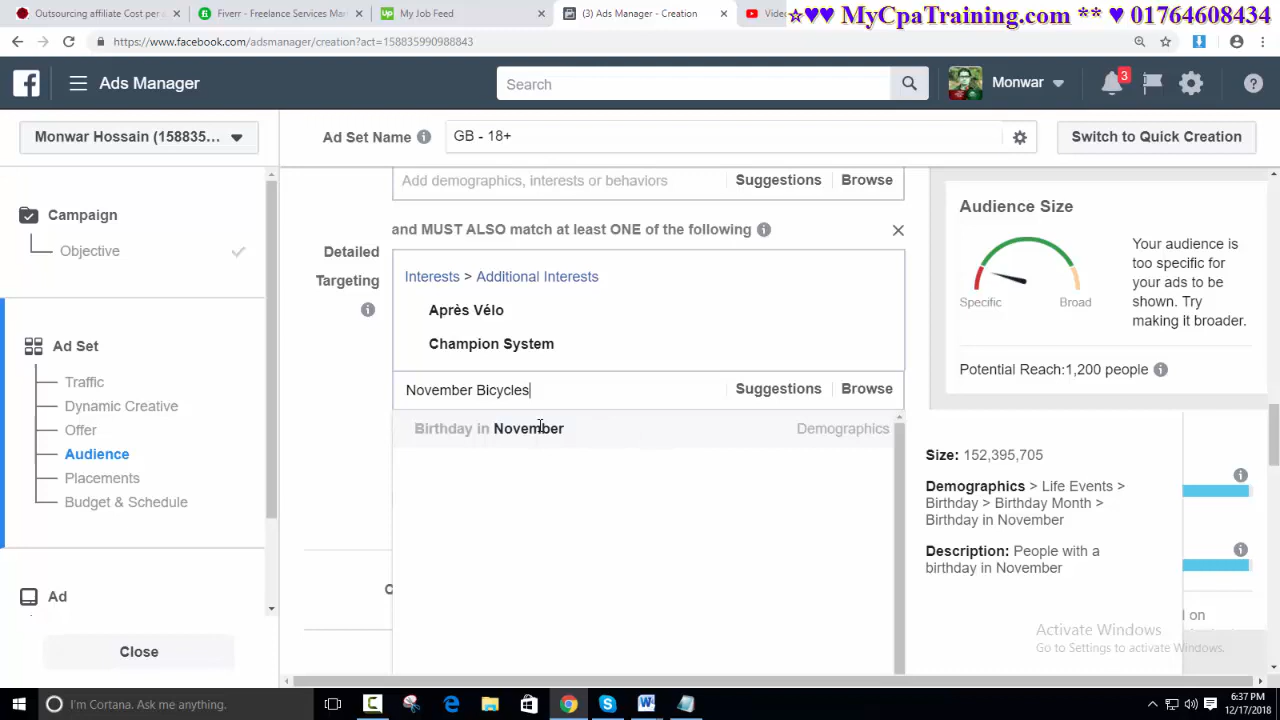 ☆♥♥ MyCpaTraining.com ** ♥ 01764608434
Outsourcing affiliate Cost per a
Fiverr - Freelance Services Mar
My Job Feed
(3) Ads Manager - Creation
Vide
https://www.facebook.com/adsmanager/creation?act=158835990988843
Ads Manager
Search
Monwar
3
Monwar Hossain (158835...
Ad Set Name
GB - 18+
Switch to Quick Creation
Campaign
Objective
Ad Set
Traffic
Dynamic Creative
Offer
Audience
Placements
Budget & Schedule
Ad
Close
Add demographics, interests or behaviors
Suggestions
Browse
and MUST ALSO match at least ONE of the following
Detailed
Targeting
Interests > Additional Interests
Après Vélo
Champion System
November Bicycles
Suggestions
Browse
Birthday in November
Demographics
Audience Size
Specific
Broad
Your audience is
too specific for
your ads to be
shown. Try
making it broader.
Potential Reach:1,200 people
Size: 152,395,705
Demographics > Life Events >
Birthday > Birthday Month >
Birthday in November
Description: People with a
birthday in November
d on
Activate Windows
Go to Settings to activate Windows.
I'm Cortana. Ask me anything.
6:37 PM
12/17/2018